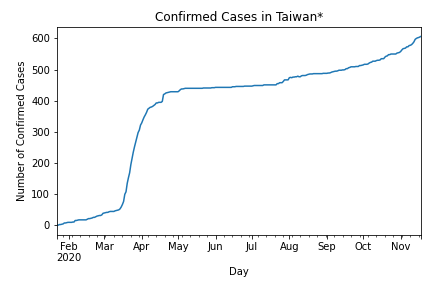 Confirmed Cases in Taiwan*
Number of Confirmed Cases
600
500
400
300
200
100
0
Feb Mar Apr May Jun Jul Aug Sep Oct Nov
2020
Day